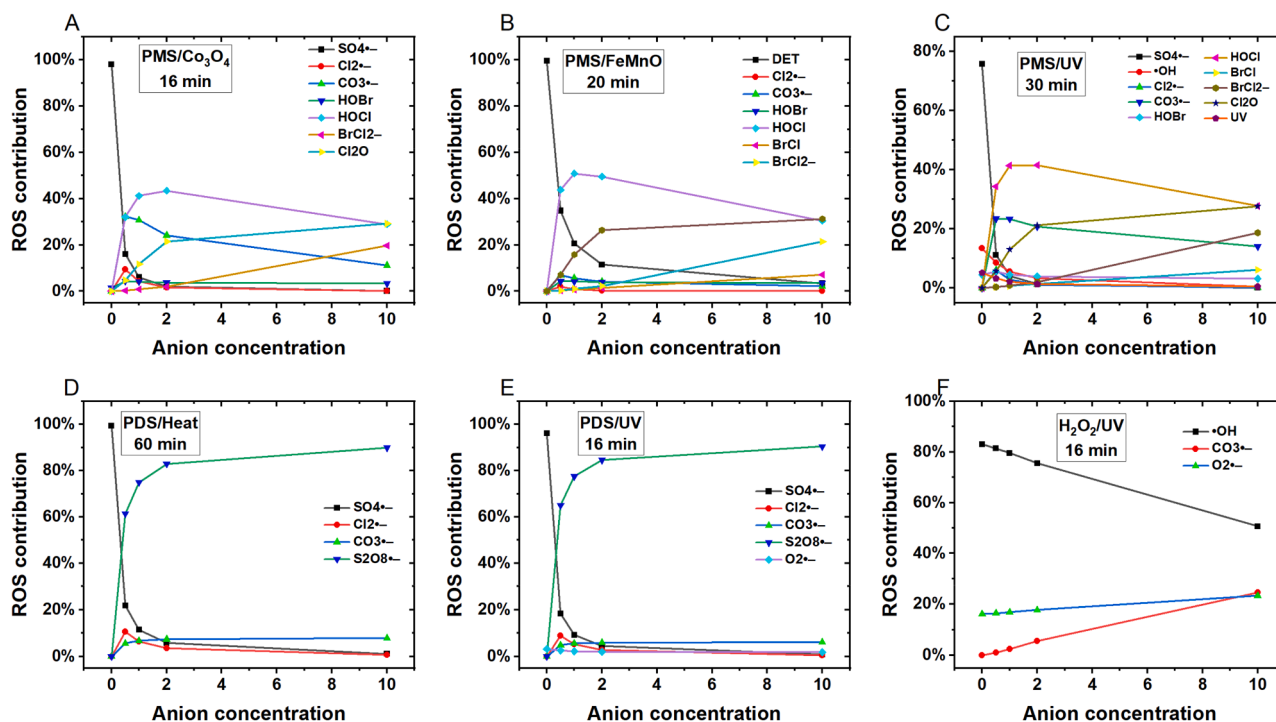 A
PMS/Co₃O₄
16 min
SO4•–
Cl2•–
CO3•–
HOBr
HOCl
BrCl2–
Cl2O
100%
80%
60%
40%
20%
0%
ROS contribution
0 2 4 6 8 10
Anion concentration
B
PMS/FeMnO
20 min
DET
Cl2•–
CO3•–
HOBr
HOCl
BrCl
BrCl2–
100%
80%
60%
40%
20%
0%
ROS contribution
0 2 4 6 8 10
Anion concentration
C
PMS/UV
30 min
SO4•–
•OH
Cl2•–
CO3•–
HOBr
HOCl
BrCl
BrCl2–
Cl2O
UV
80%
60%
40%
20%
0%
ROS contribution
0 2 4 6 8 10
Anion concentration
D
PDS/Heat
60 min
SO4•–
Cl2•–
CO3•–
S2O8•–
100%
80%
60%
40%
20%
0%
ROS contribution
0 2 4 6 8 10
Anion concentration
E
PDS/UV
16 min
SO4•–
Cl2•–
CO3•–
S2O8•–
O2•–
100%
80%
60%
40%
20%
0%
ROS contribution
0 2 4 6 8 10
Anion concentration
F
H₂O₂/UV
16 min
•OH
CO3•–
O2•–
100%
80%
60%
40%
20%
0%
ROS contribution
0 2 4 6 8 10
Anion concentration